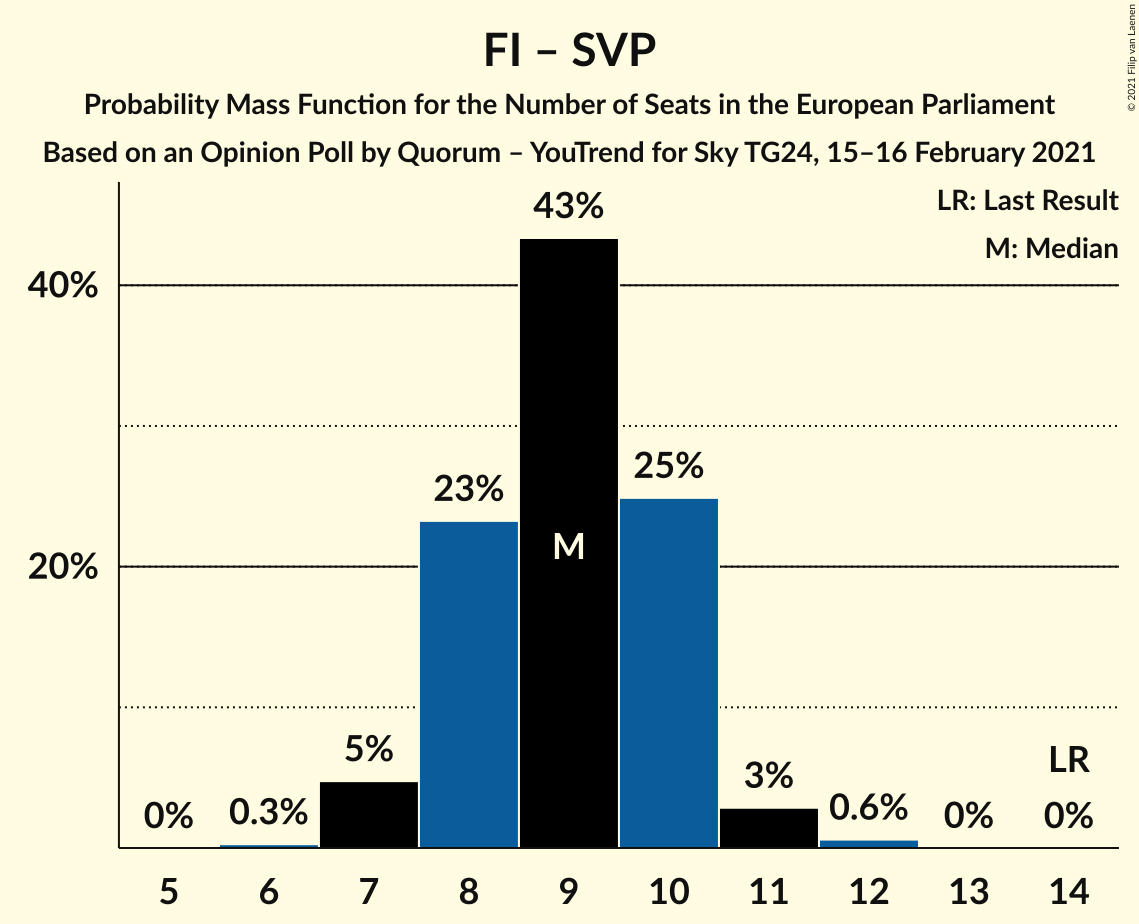 FI – SVP
Probability Mass Function for the Number of Seats in the European Parliament
Based on an Opinion Poll by Quorum – YouTrend for Sky TG24, 15–16 February 2021
© 2021 Filip van Laenen
LR: Last Result
M: Median
43%
40%
25%
23%
M
20%
5%
3%
LR
0%
0.3%
0.6%
0%
0%
5 6 7 8 9 10 11 12 13 14